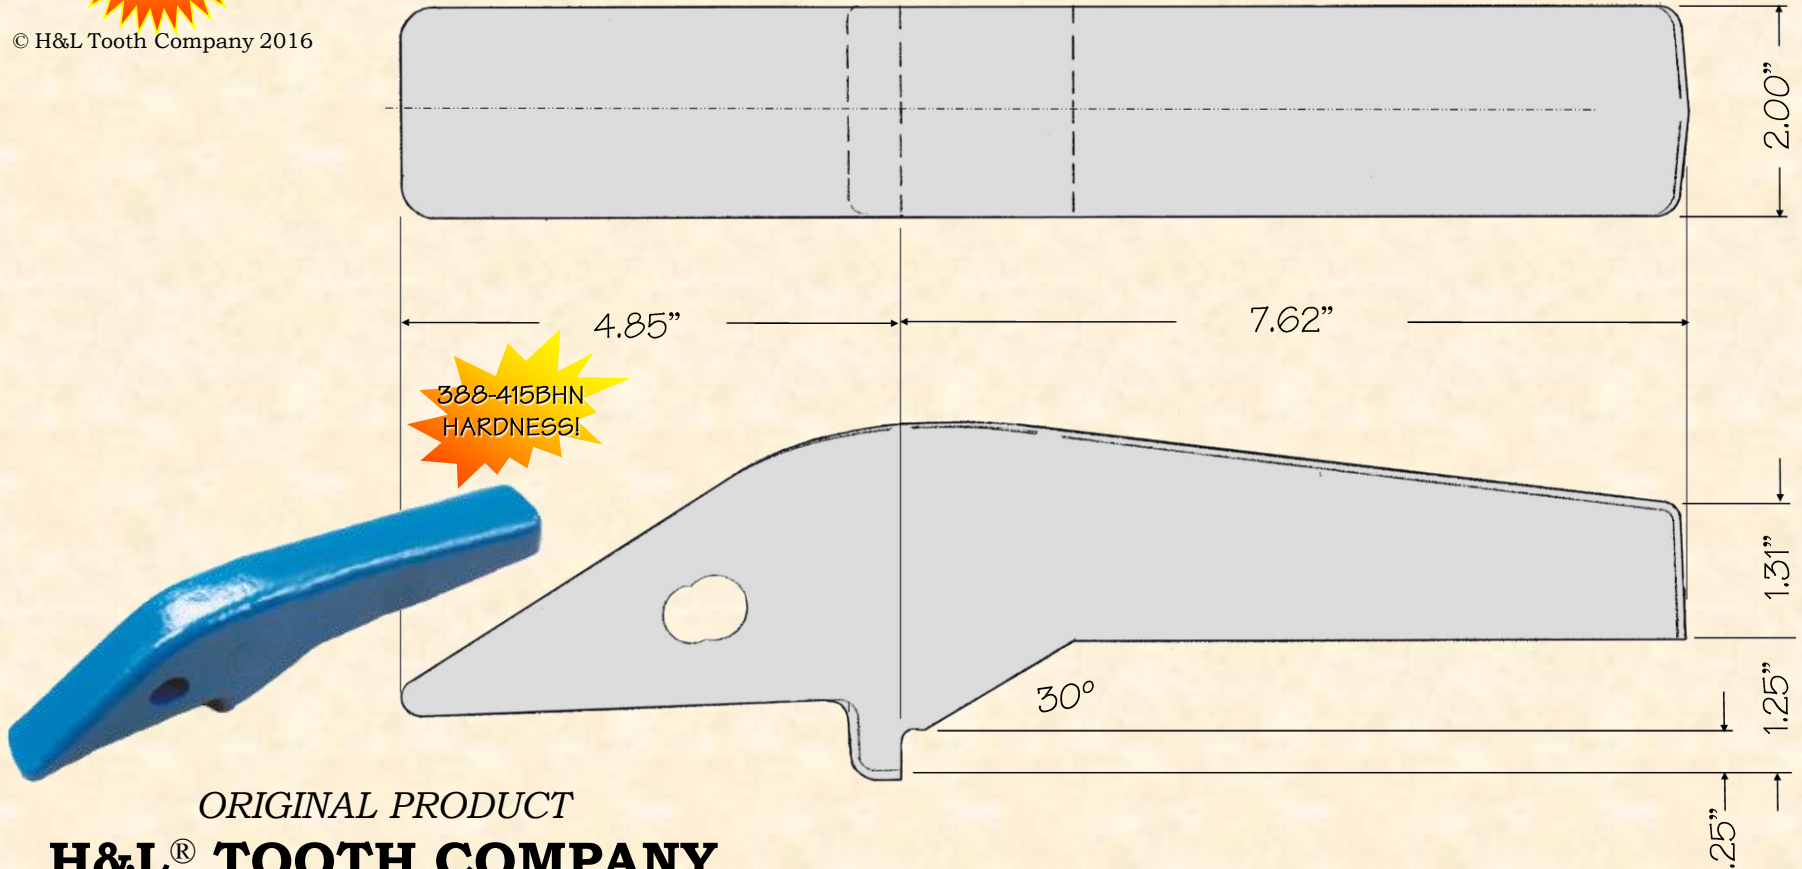 © H&L Tooth Company 2016
2.00”
4.85”
7.62”
388-415BHN
HARDNESS!
1.31”
30º
1.25”
.25”
ORIGINAL PRODUCT
H&L® TOOTH COMPANY